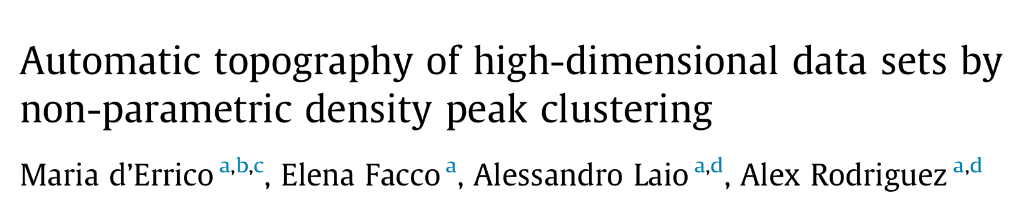 Automatic topography of high-dimensional data sets by
non-parametric density peak clustering
Maria d’Errico a,b,c, Elena Facco a, Alessandro Laio a,d, Alex Rodriguez a,d